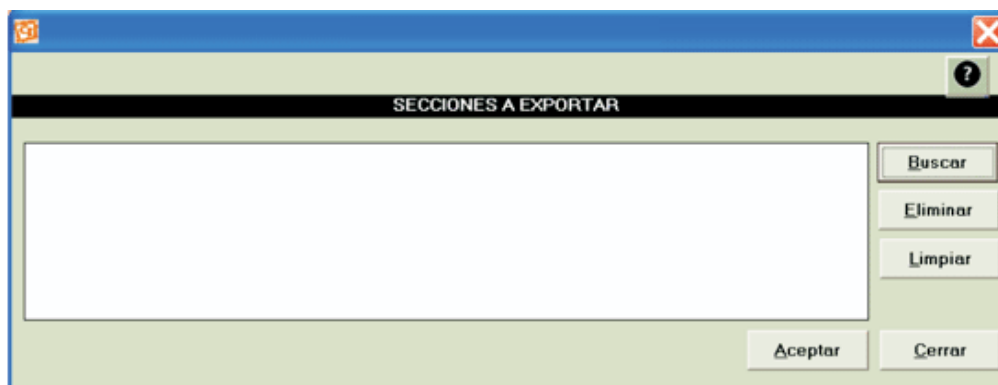 SECCIONES A EXPORTAR
Buscar
Eliminar
Limpiar
Aceptar
Cerrar